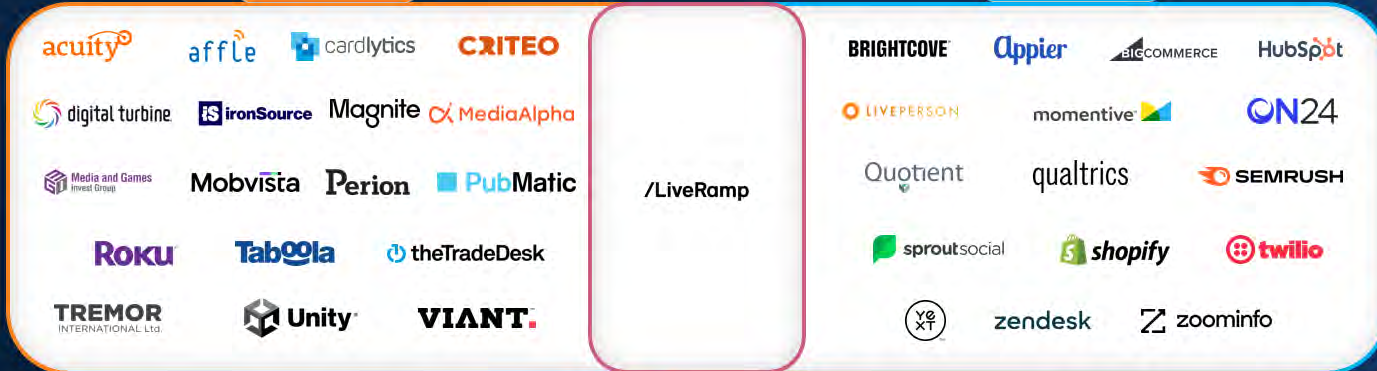 acuity affle cardlytics CRITEO
digital turbine iS ironSource Magnite MediaAlpha
Media and Games
Invest Group
Mobvista Perion PubMatic
Roku Taboola theTradeDesk
TREMOR
INTERNATIONAL Ltd.
Unity VIANT.
/LiveRamp
BRIGHTCOVE Appier BIGCOMMERCE HubSpot
LIVEPERSON momentive ON24
Quotient qualtrics SEMRUSH
sproutsocial shopify twilio
yext zendesk zoominfo